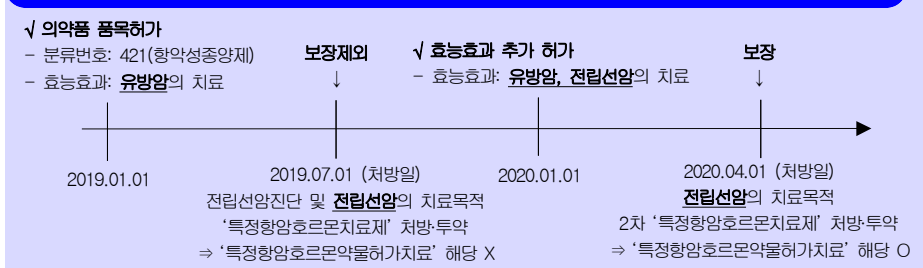 √ 의약품 품목허가
- 분류번호: 421(항악성종양제)
- 효능효과: 유방암의 치료
보장제외
↓
√ 효능효과 추가 허가
- 효능효과: 유방암, 전립선암의 치료
보장
↓
2019.01.01
2019.07.01 (처방일)
전립선암진단 및 전립선암의 치료목적
‘특정항암호르몬치료제’ 처방·투약
⇒ ‘특정항암호르몬약물허가치료’ 해당 X
2020.01.01
2020.04.01 (처방일)
전립선암의 치료목적
2차 ‘특정항암호르몬치료제’ 처방·투약
⇒ ‘특정항암호르몬약물허가치료’ 해당 O